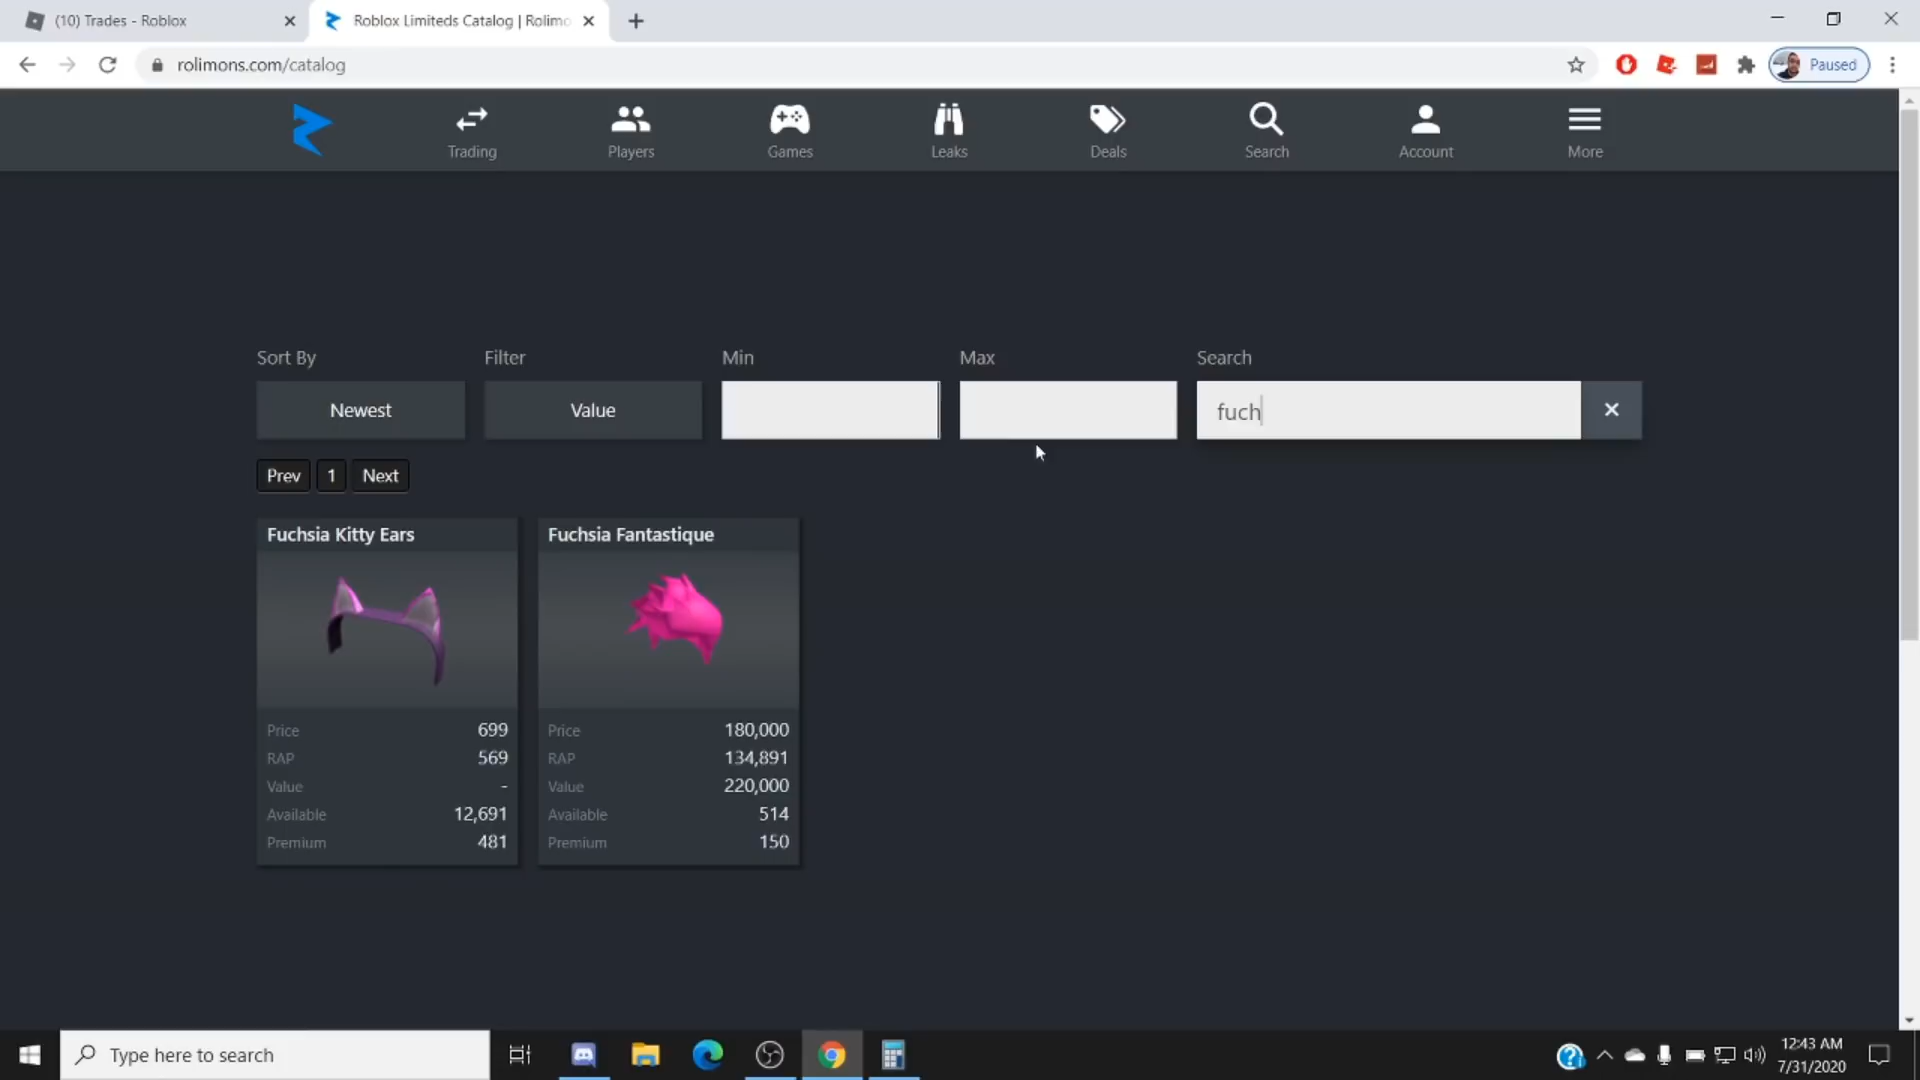 (10) Trades - Roblox
Roblox Limiteds Catalog | Rolimo
rolimons.com/catalog
Paused
Trading
Players
Games
Leaks
Deals
Search
Account
More
Sort By
Filter
Min
Max
Search
Newest
Value
fuch
Prev 1 Next
Fuchsia Kitty Ears
Price 699
RAP 569
Value -
Available 12,691
Premium 481
Fuchsia Fantastique
Price 180,000
RAP 134,891
Value 220,000
Available 514
Premium 150
Type here to search
12:43 AM
7/31/2020